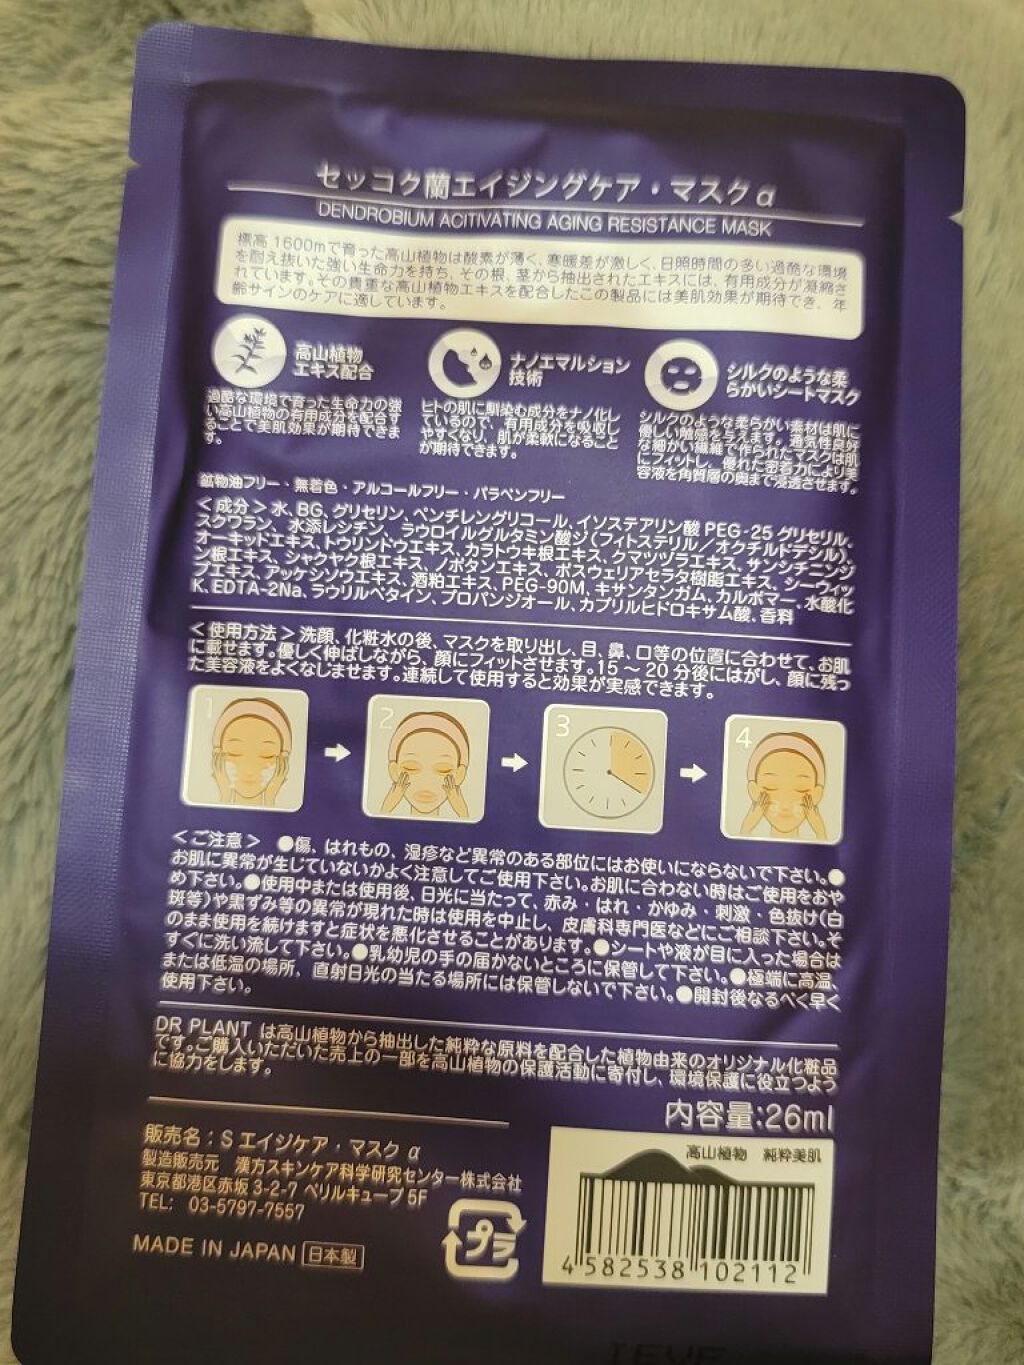 セッコク蘭エイジングケア・マスクα
DENDROBIUM ACITIVATING AGING RESISTANCE MASK
標高1600mで育った高山植物は酸素が薄く、寒暖差が激しく、日照時間の多い過酷な環境
を耐え抜いた強い生命力を持ち、その根、茎から抽出されたエキスには、有用成分が凝縮さ
れています。その貴重な高山植物エキスを配合したこの製品には美肌効果が期待でき、年
齢サインのケアに適しています。
高山植物
エキス配合
過酷な環境で育った生命力の強
い高山植物の有用成分を配合す
ることで美肌効果が期待できま
す。
ナノエマルション
技術
ヒトの肌に馴染む成分をナノ化し
ているので、有用成分を吸収し
やすくなり、肌が柔軟になること
が期待できます。
シルクのような柔
らかいシートマスク
シルクのような柔らかい素材は肌に
優しい触感を与えます。通気性良好
な細かい繊維で作られたマスクは肌
にフィットし、優れた密着力により美
容液を角質層の奥まで浸透させます。
鉱物油フリー・無着色・アルコールフリー・パラベンフリー
＜成分＞水、BG、グリセリン、ペンチレングリコール、イソステアリン酸 PEG-25 グリセリル、
スクワラン、水添レシチン、ラウロイルグルタミン酸ジ(フィトステリル／オクチルドデシル)、
オーキッドエキス、トウリンドウエキス、カラトウキ根エキス、クマツヅラエキス、サンシチニンジ
ン根エキス、シャクヤク根エキス、ノボタンエキス、ボスウェリアセラタ樹脂エキス、シーウィッ
プエキス、アッケシソウエキス、酒粕エキス、PEG-90M、キサンタンガム、カルボマー、水酸化
K、EDTA-2Na、ラウリルベタイン、プロパンジオール、カプリルヒドロキサム酸、香料
＜使用方法＞洗顔、化粧水の後、マスクを取り出し、目、鼻、口等の位置に合わせて、お肌
に載せます。優しく伸ばしながら、顔にフィットさせます。15～20分後にはがし、顔に残っ
た美容液をよくなじませます。連続して使用すると効果が実感できます。
1
2
3
4
＜ご注意＞ ●傷、はれもの、湿疹など異常のある部位にはお使いにならないで下さい。●
お肌に異常が生じていないかよく注意してご使用下さい。お肌に合わない時はご使用をおや
め下さい。●使用中または使用後、日光に当たって、赤み・はれ・かゆみ・刺激・色抜け(白
斑等)や黒ずみ等の異常が現れた時は使用を中止し、皮膚科専門医などにご相談下さい。そ
のまま使用を続けますと症状を悪化させることがあります。●シートや液が目に入った場合は
すぐに洗い流して下さい。●乳幼児の手の届かないところに保管して下さい。●極端に高温、
または低温の場所、直射日光の当たる場所には保管しないで下さい。●開封後なるべく早く
使用下さい。
DR PLANT は高山植物から抽出した純粋な原料を配合した植物由来のオリジナル化粧品
です。ご購入いただいた売上の一部を高山植物の保護活動に寄付し、環境保護に役立つよう
に協力をします。
内容量:26ml
販売名：S エイジケア・マスク α
製造販売元 漢方スキンケア科学研究センター株式会社
東京都港区赤坂 3-2-7 ベリルキューブ 5F
TEL: 03-5797-7557
MADE IN JAPAN 日本製
プラ
高山植物 純粋美肌
4 582538 102112